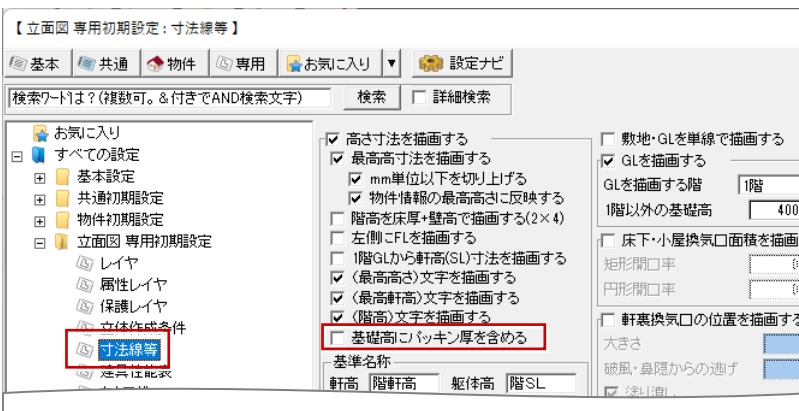 【 立面図 専用初期設定 : 寸法線等 】
基本 共通 物件 専用 お気に入り ▼ 設定ナビ
検索ワードは?(複数可。&付きでAND検索文字) 検索 詳細検索
お気に入り
すべての設定
基本設定
共通初期設定
物件初期設定
立面図 専用初期設定
レイヤ
属性レイヤ
保護レイヤ
立体作成条件
寸法線等
建具性能表
高さ寸法を描画する
最高高寸法を描画する
mm単位以下を切り上げる
物件情報の最高高さに反映する
階高を床厚+壁高で描画する(2×4)
左側にFLを描画する
1階GLから軒高(SL)寸法を描画する
(最高高さ)文字を描画する
(最高軒高)文字を描画する
(階高)文字を描画する
基礎高にパッキン厚を含める
基準名称
軒高 階軒高 躯体高 階SL
敷地・GLを単線で描画する
GLを描画する
GLを描画する階 1階
1階以外の基礎高 400
床下・小屋換気口面積を描画
矩形開口率
円形開口率
軒裏換気口の位置を描画する
大きさ
破風・鼻隠からの逃げ
塗り潰し